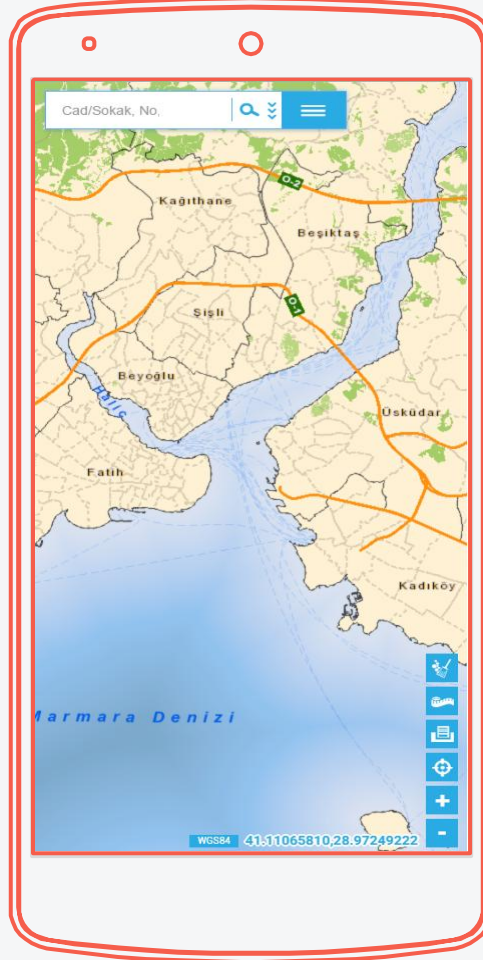 Cad/Sokak, No.
O-2
Kağıthane
Beşiktaş
O-1
Şişli
Beyoğlu
Haliç
Üsküdar
Fatih
Kadıköy
Marmara Denizi
WGS84 41.11065810,28.97249222